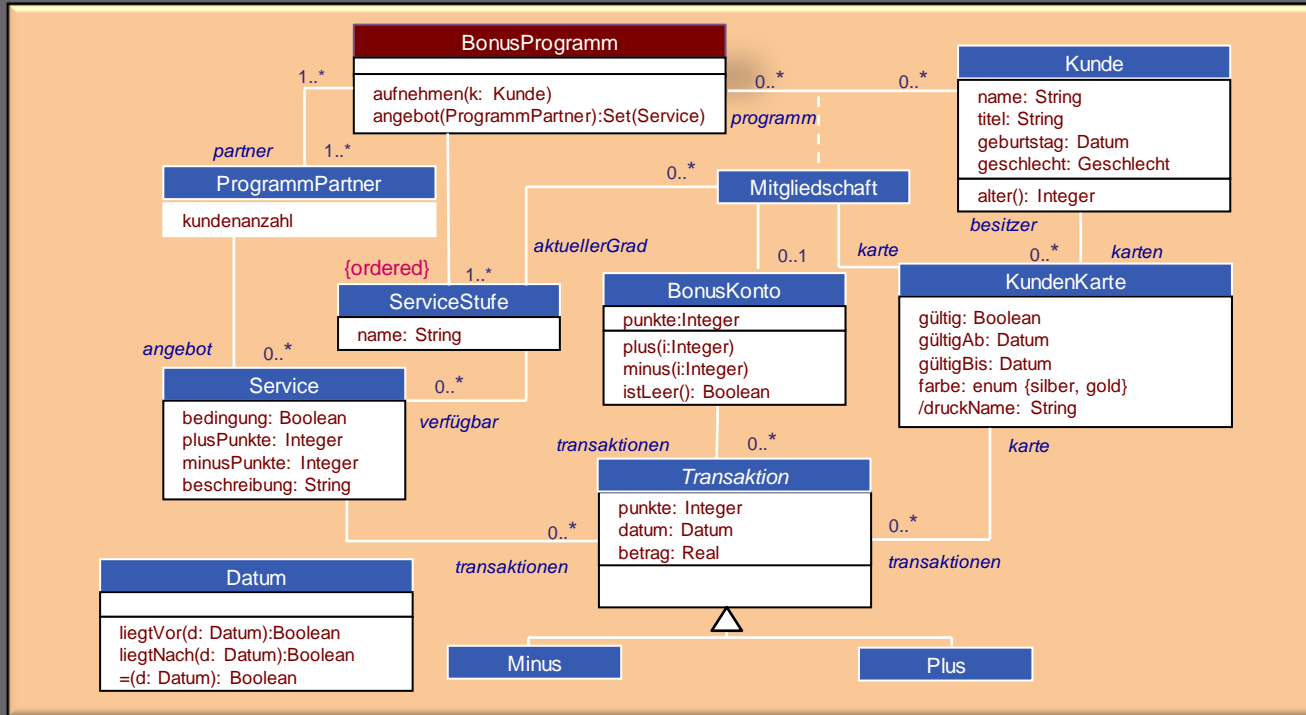 BonusProgramm
aufnehmen(k: Kunde)
angebot(ProgrammPartner):Set(Service)
1..*
partner
1..*
0..*
0..*
programm
Kunde
name: String
titel: String
geburtstag: Datum
geschlecht: Geschlecht
alter(): Integer
ProgrammPartner
kundenanzahl
0..*
Mitgliedschaft
aktuellerGrad
0..1
karte
besitzer
0..*
karten
{ordered}
1..*
ServiceStufe
name: String
BonusKonto
punkte:Integer
plus(i:Integer)
minus(i:Integer)
istLeer(): Boolean
KundenKarte
gültig: Boolean
gültigAb: Datum
gültigBis: Datum
farbe: enum {silber, gold}
/druckName: String
angebot
0..*
Service
bedingung: Boolean
plusPunkte: Integer
minusPunkte: Integer
beschreibung: String
0..*
verfügbar
transaktionen
0..*
karte
Transaktion
punkte: Integer
datum: Datum
betrag: Real
0..*
transaktionen
0..*
transaktionen
Datum
liegtVor(d: Datum):Boolean
liegtNach(d: Datum):Boolean
=(d: Datum): Boolean
Minus
Plus